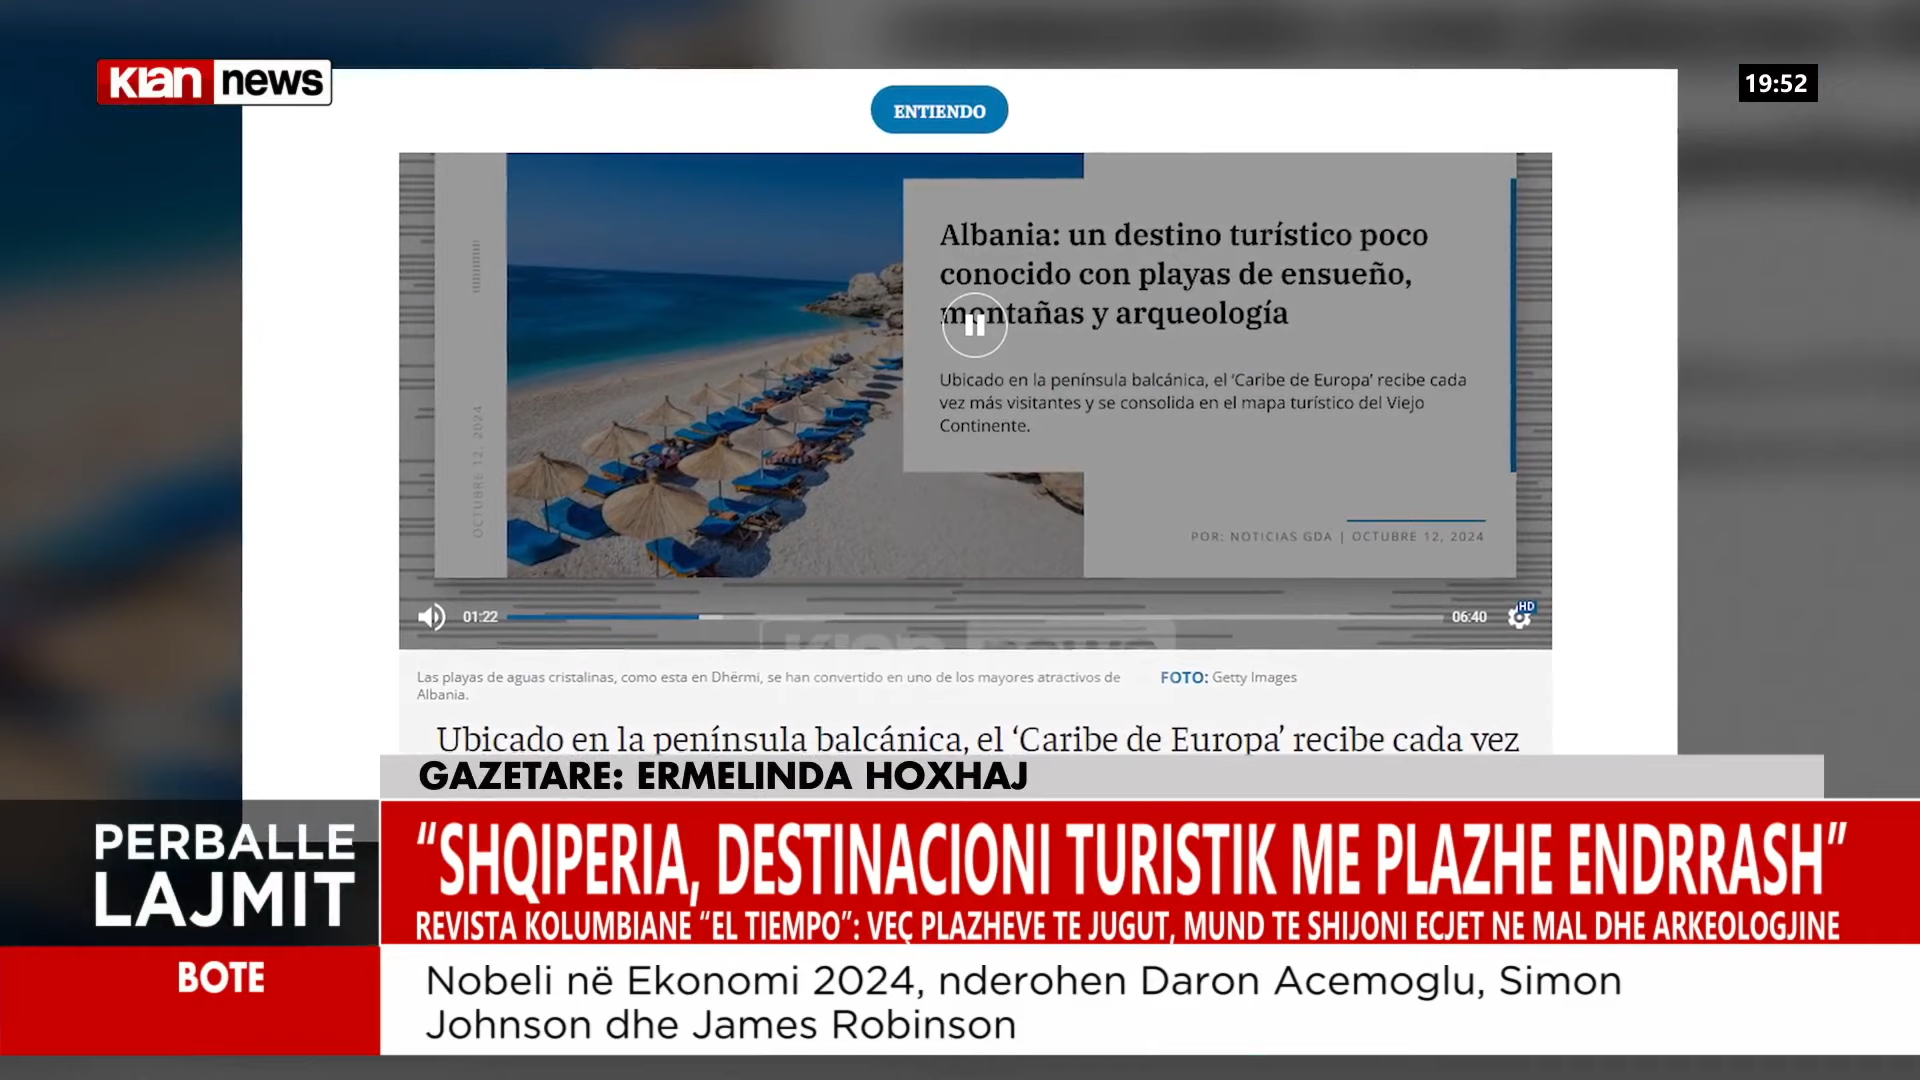 Klan news
19:52
ENTIENDO
Albania: un destino turístico poco
conocido con playas de ensueño,
montañas y arqueología
Ubicado en la península balcánica, el ‘Caribe de Europa’ recibe cada
vez más visitantes y se consolida en el mapa turístico del Viejo
Continente.
OCTUBRE 12, 2024
POR: NOTICIAS GDA | OCTUBRE 12, 2024
01:22
06:40
HD
Las playas de aguas cristalinas, como esta en Dhërmi, se han convertido en uno de los mayores atractivos de
Albania.
FOTO: Getty Images
Ubicado en la península balcánica, el ‘Caribe de Europa’ recibe cada vez
GAZETARE: ERMELINDA HOXHAJ
PERBALLE
LAJMIT
“SHQIPERIA, DESTINACIONI TURISTIK ME PLAZHE ENDRRASH”
REVISTA KOLUMBIANE “EL TIEMPO”: VEÇ PLAZHEVE TE JUGUT, MUND TE SHIJONI ECJET NE MAL DHE ARKEOLOGJINE
BOTE
Nobeli në Ekonomi 2024, nderohen Daron Acemoglu, Simon
Johnson dhe James Robinson